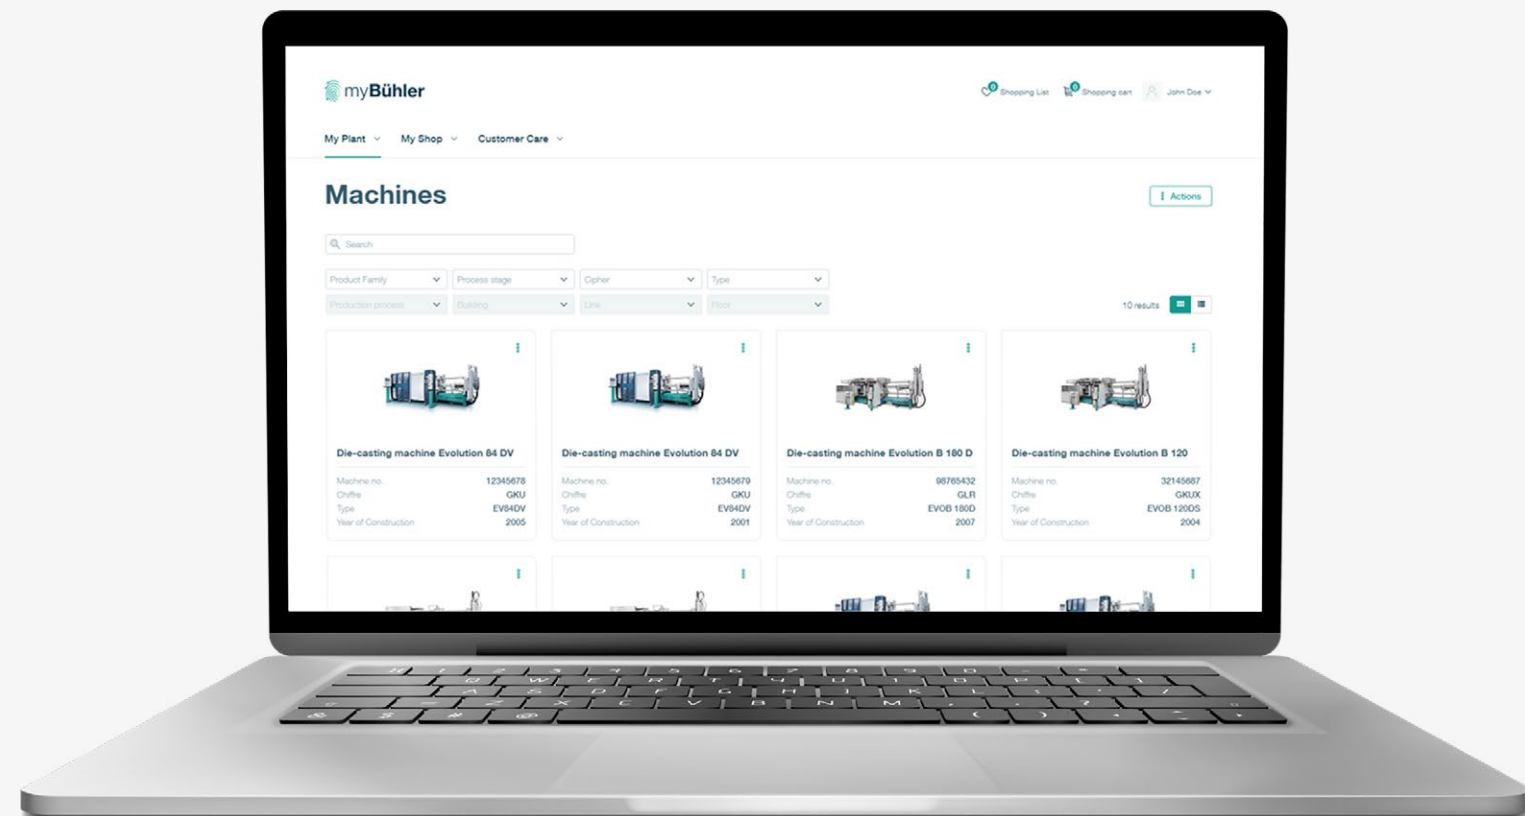 myBühler
0 Shopping List 0 Shopping cart John Doe
My Plant My Shop Customer Care
Machines
Actions
Search
Product Family Process stage Cipher Type
Production process Building Line Floor
10 results
Die-casting machine Evolution 84 DV
Machine no. 12345678
Chiffre GKU
Type EV84DV
Year of Construction 2005
Die-casting machine Evolution 84 DV
Machine no. 12345679
Chiffre GKU
Type EV84DV
Year of Construction 2001
Die-casting machine Evolution B 180 D
Machine no. 98765432
Chiffre GLR
Type EVOB 180D
Year of Construction 2007
Die-casting machine Evolution B 120
Machine no. 32145687
Chiffre GKUX
Type EVOB 120DS
Year of Construction 2004